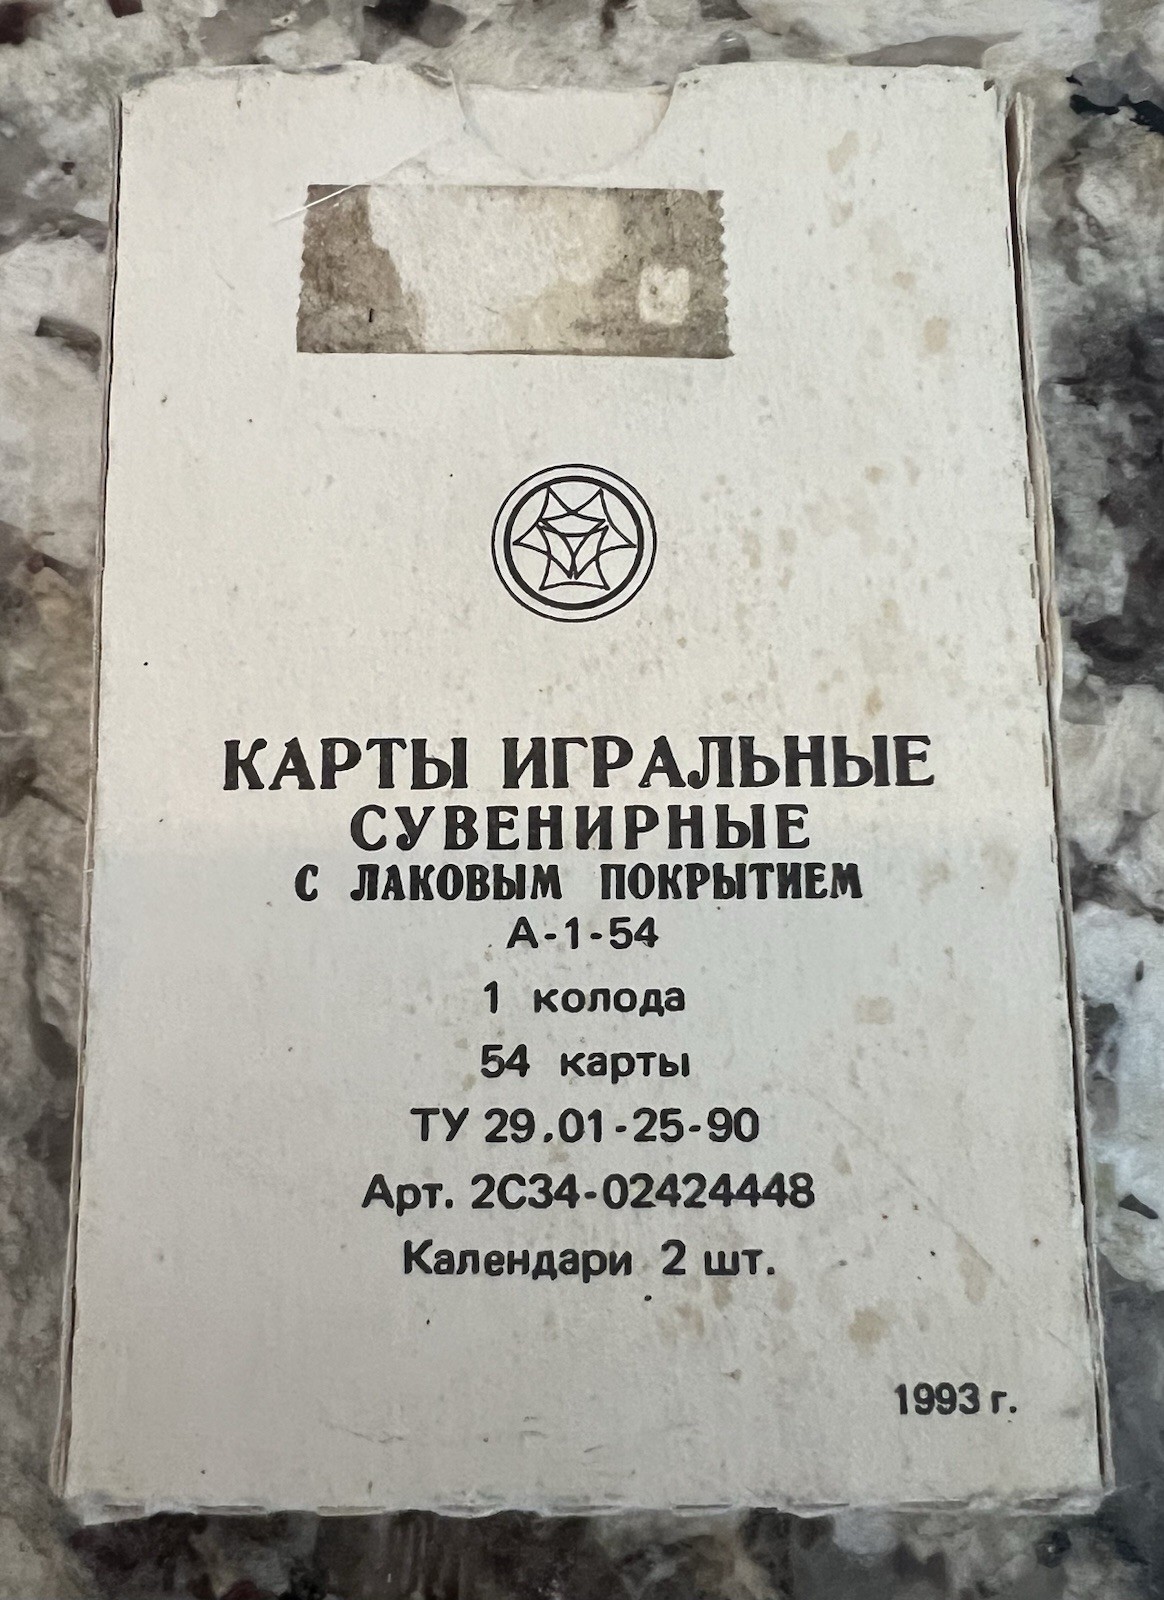 КАРТЫ ИГРАЛЬНЫЕ
СУВЕНИРНЫЕ
С ЛАКОВЫМ ПОКРЫТИЕМ
А-1-54
1 колода
54 карты
ТУ 29.01-25-90
Арт. 2С34-02424448
Календари 2 шт.
1993 г.